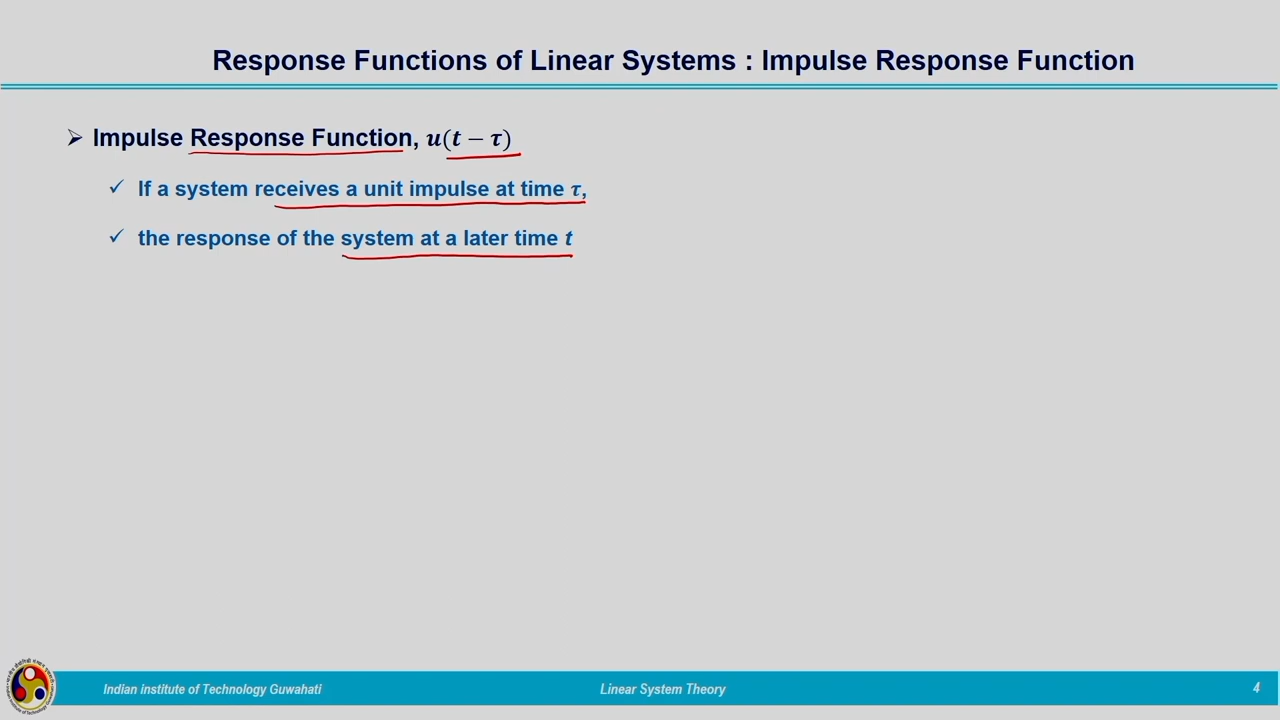 Response Functions of Linear Systems : Impulse Response Function
➢ Impulse Response Function, u(t − τ)
✓ If a system receives a unit impulse at time τ,
✓ the response of the system at a later time t
Indian institute of Technology Guwahati
Linear System Theory
4